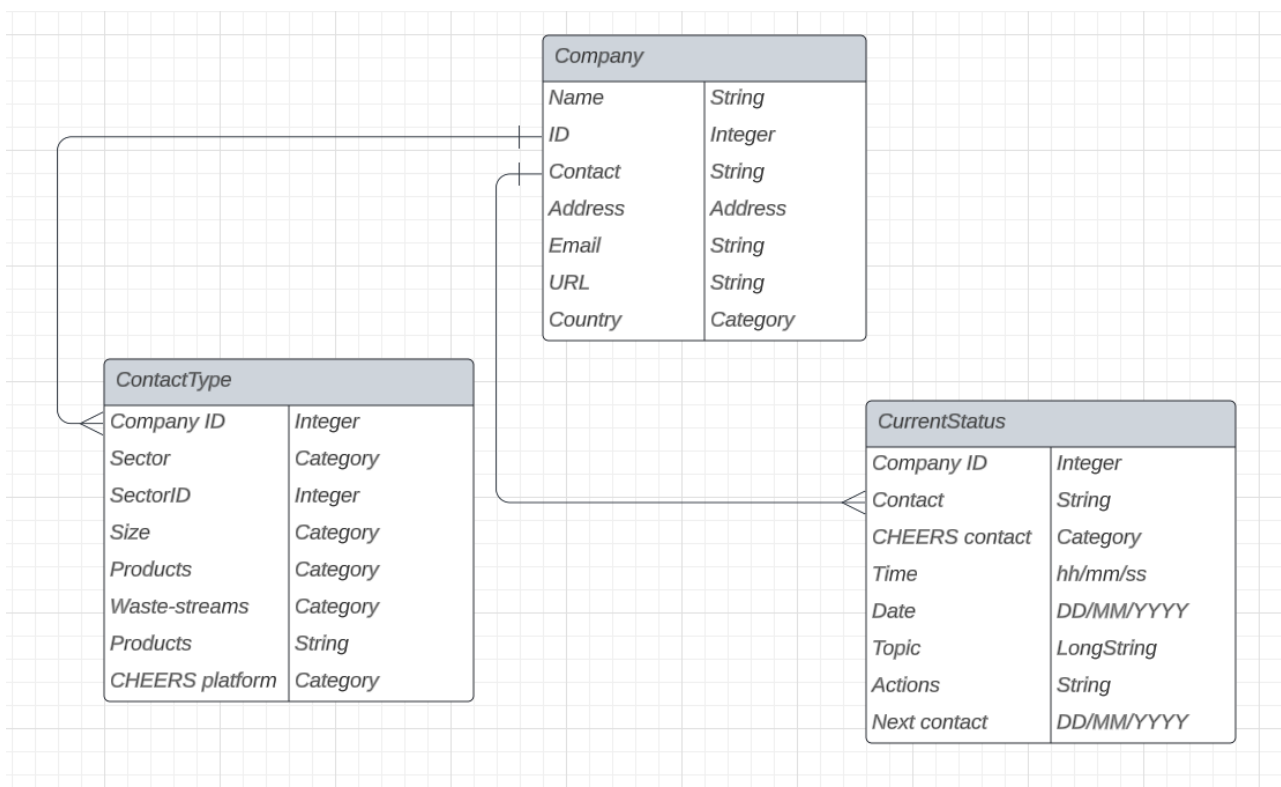 Company
Name String
ID Integer
Contact String
Address Address
Email String
URL String
Country Category
ContactType
Company ID Integer
Sector Category
SectorID Integer
Size Category
Products Category
Waste-streams Category
Products String
CHEERS platform Category
CurrentStatus
Company ID Integer
Contact String
CHEERS contact Category
Time hh/mm/ss
Date DD/MM/YYYY
Topic LongString
Actions String
Next contact DD/MM/YYYY